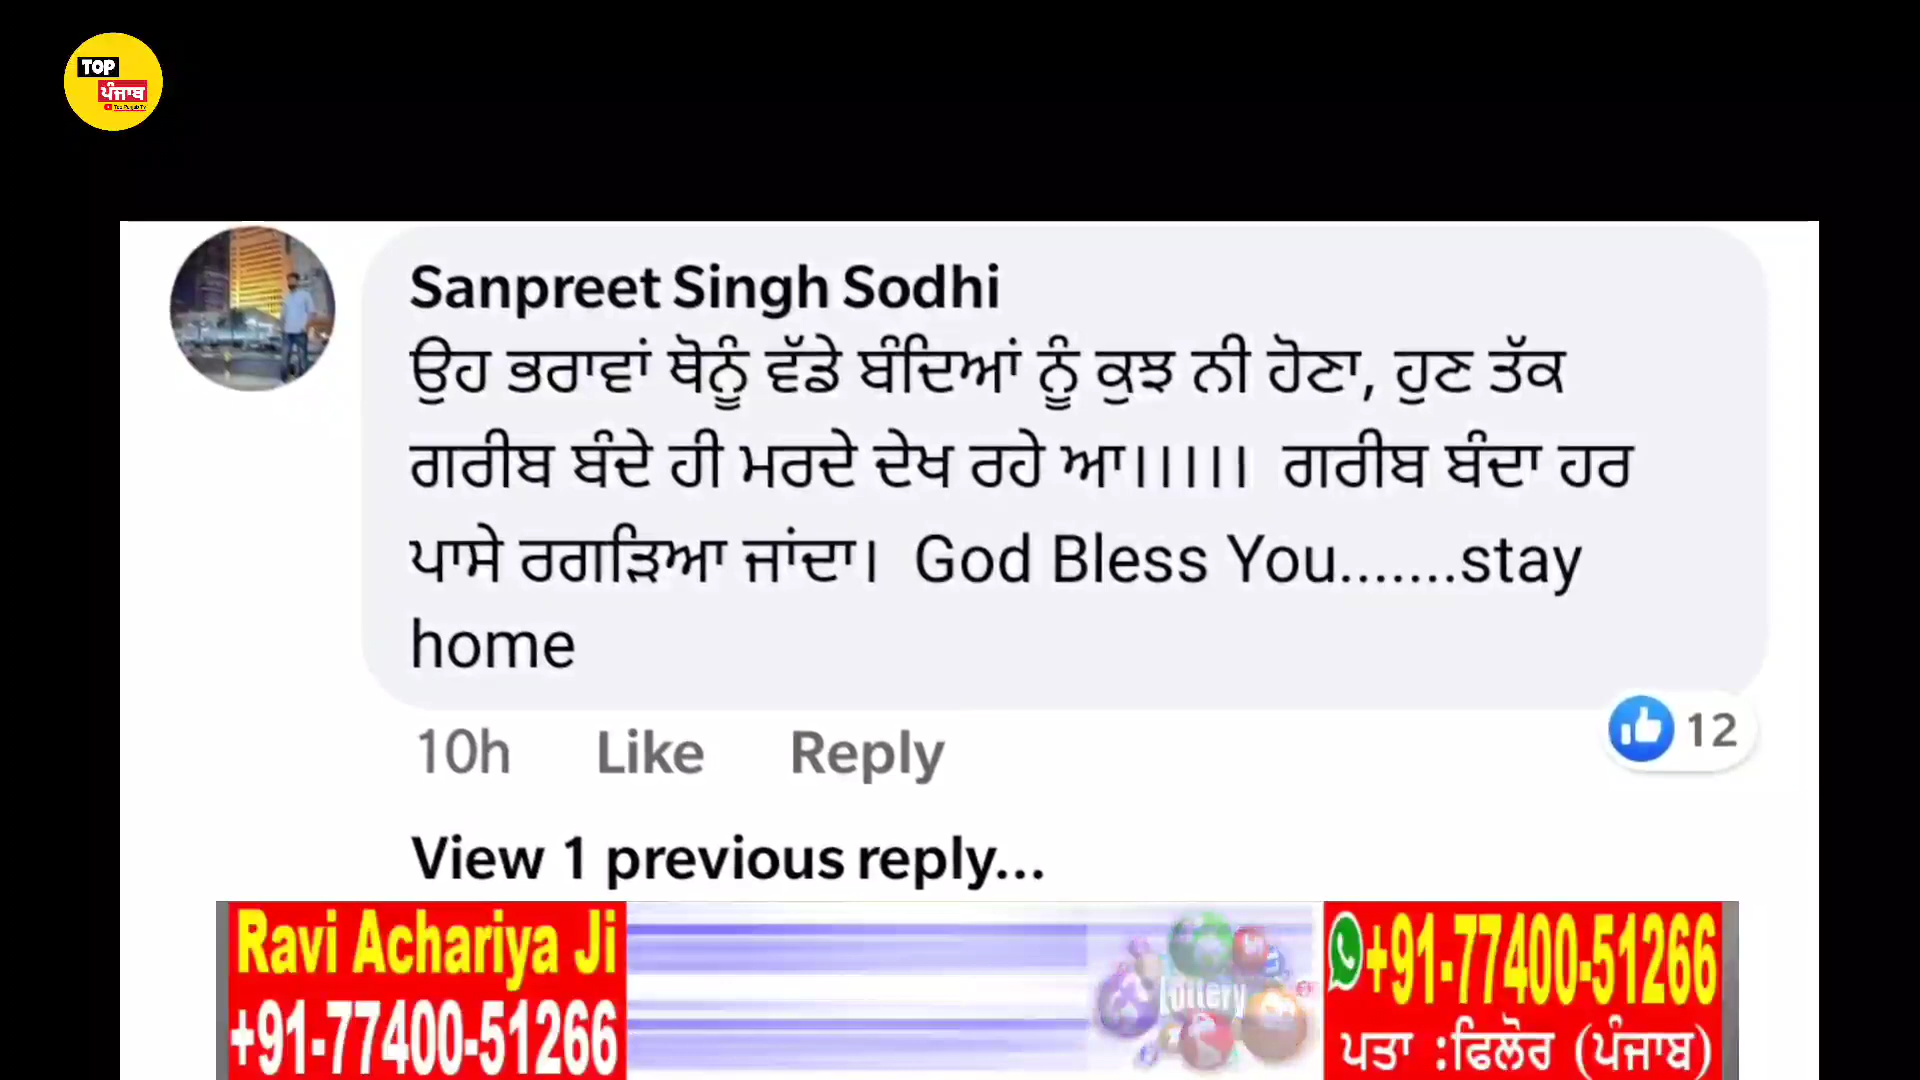 TOP
ਪੰਜਾਬ
Sanpreet Singh Sodhi
ਉਹ ਭਰਾਵਾਂ ਥੋਨੂੰ ਵੱਡੇ ਬੰਦਿਆਂ ਨੂੰ ਕੁਝ ਨੀ ਹੋਣਾ, ਹੁਣ ਤੱਕ
ਗਰੀਬ ਬੰਦੇ ਹੀ ਮਰਦੇ ਦੇਖ ਰਹੇ ਆ।।।।। ਗਰੀਬ ਬੰਦਾ ਹਰ
ਪਾਸੇ ਰਗੜਿਆ ਜਾਂਦਾ। God Bless You.......stay
home
12
10h Like Reply
View 1 previous reply...
Ravi Achariya Ji
+91-77400-51266
Lottery
+91-77400-51266
ਪਤਾ :ਫਿਲੋਰ (ਪੰਜਾਬ)